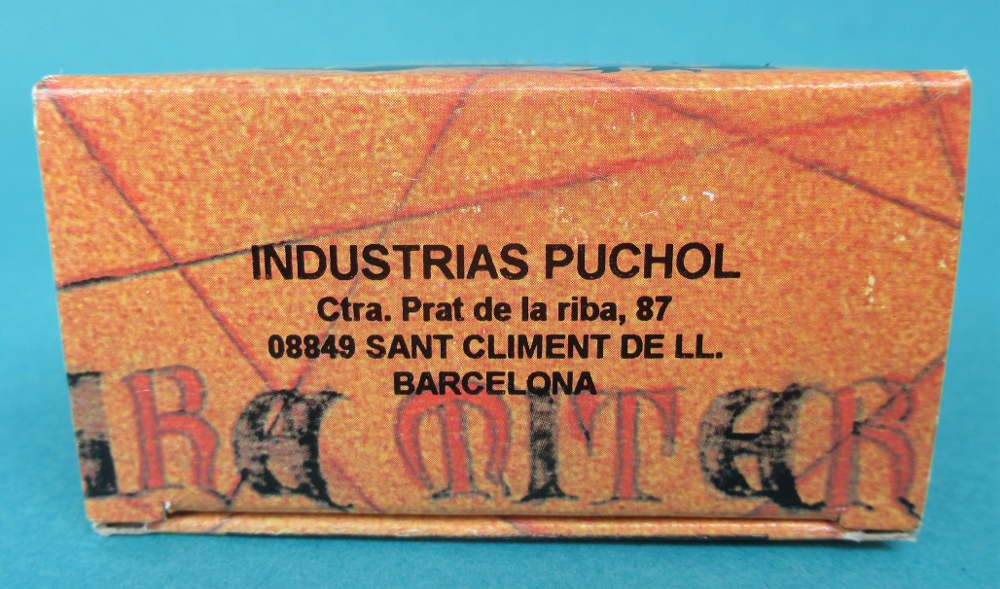 INDUSTRIAS PUCHOL
Ctra. Prat de la riba, 87
08849 SANT CLIMENT DE LL.
BARCELONA